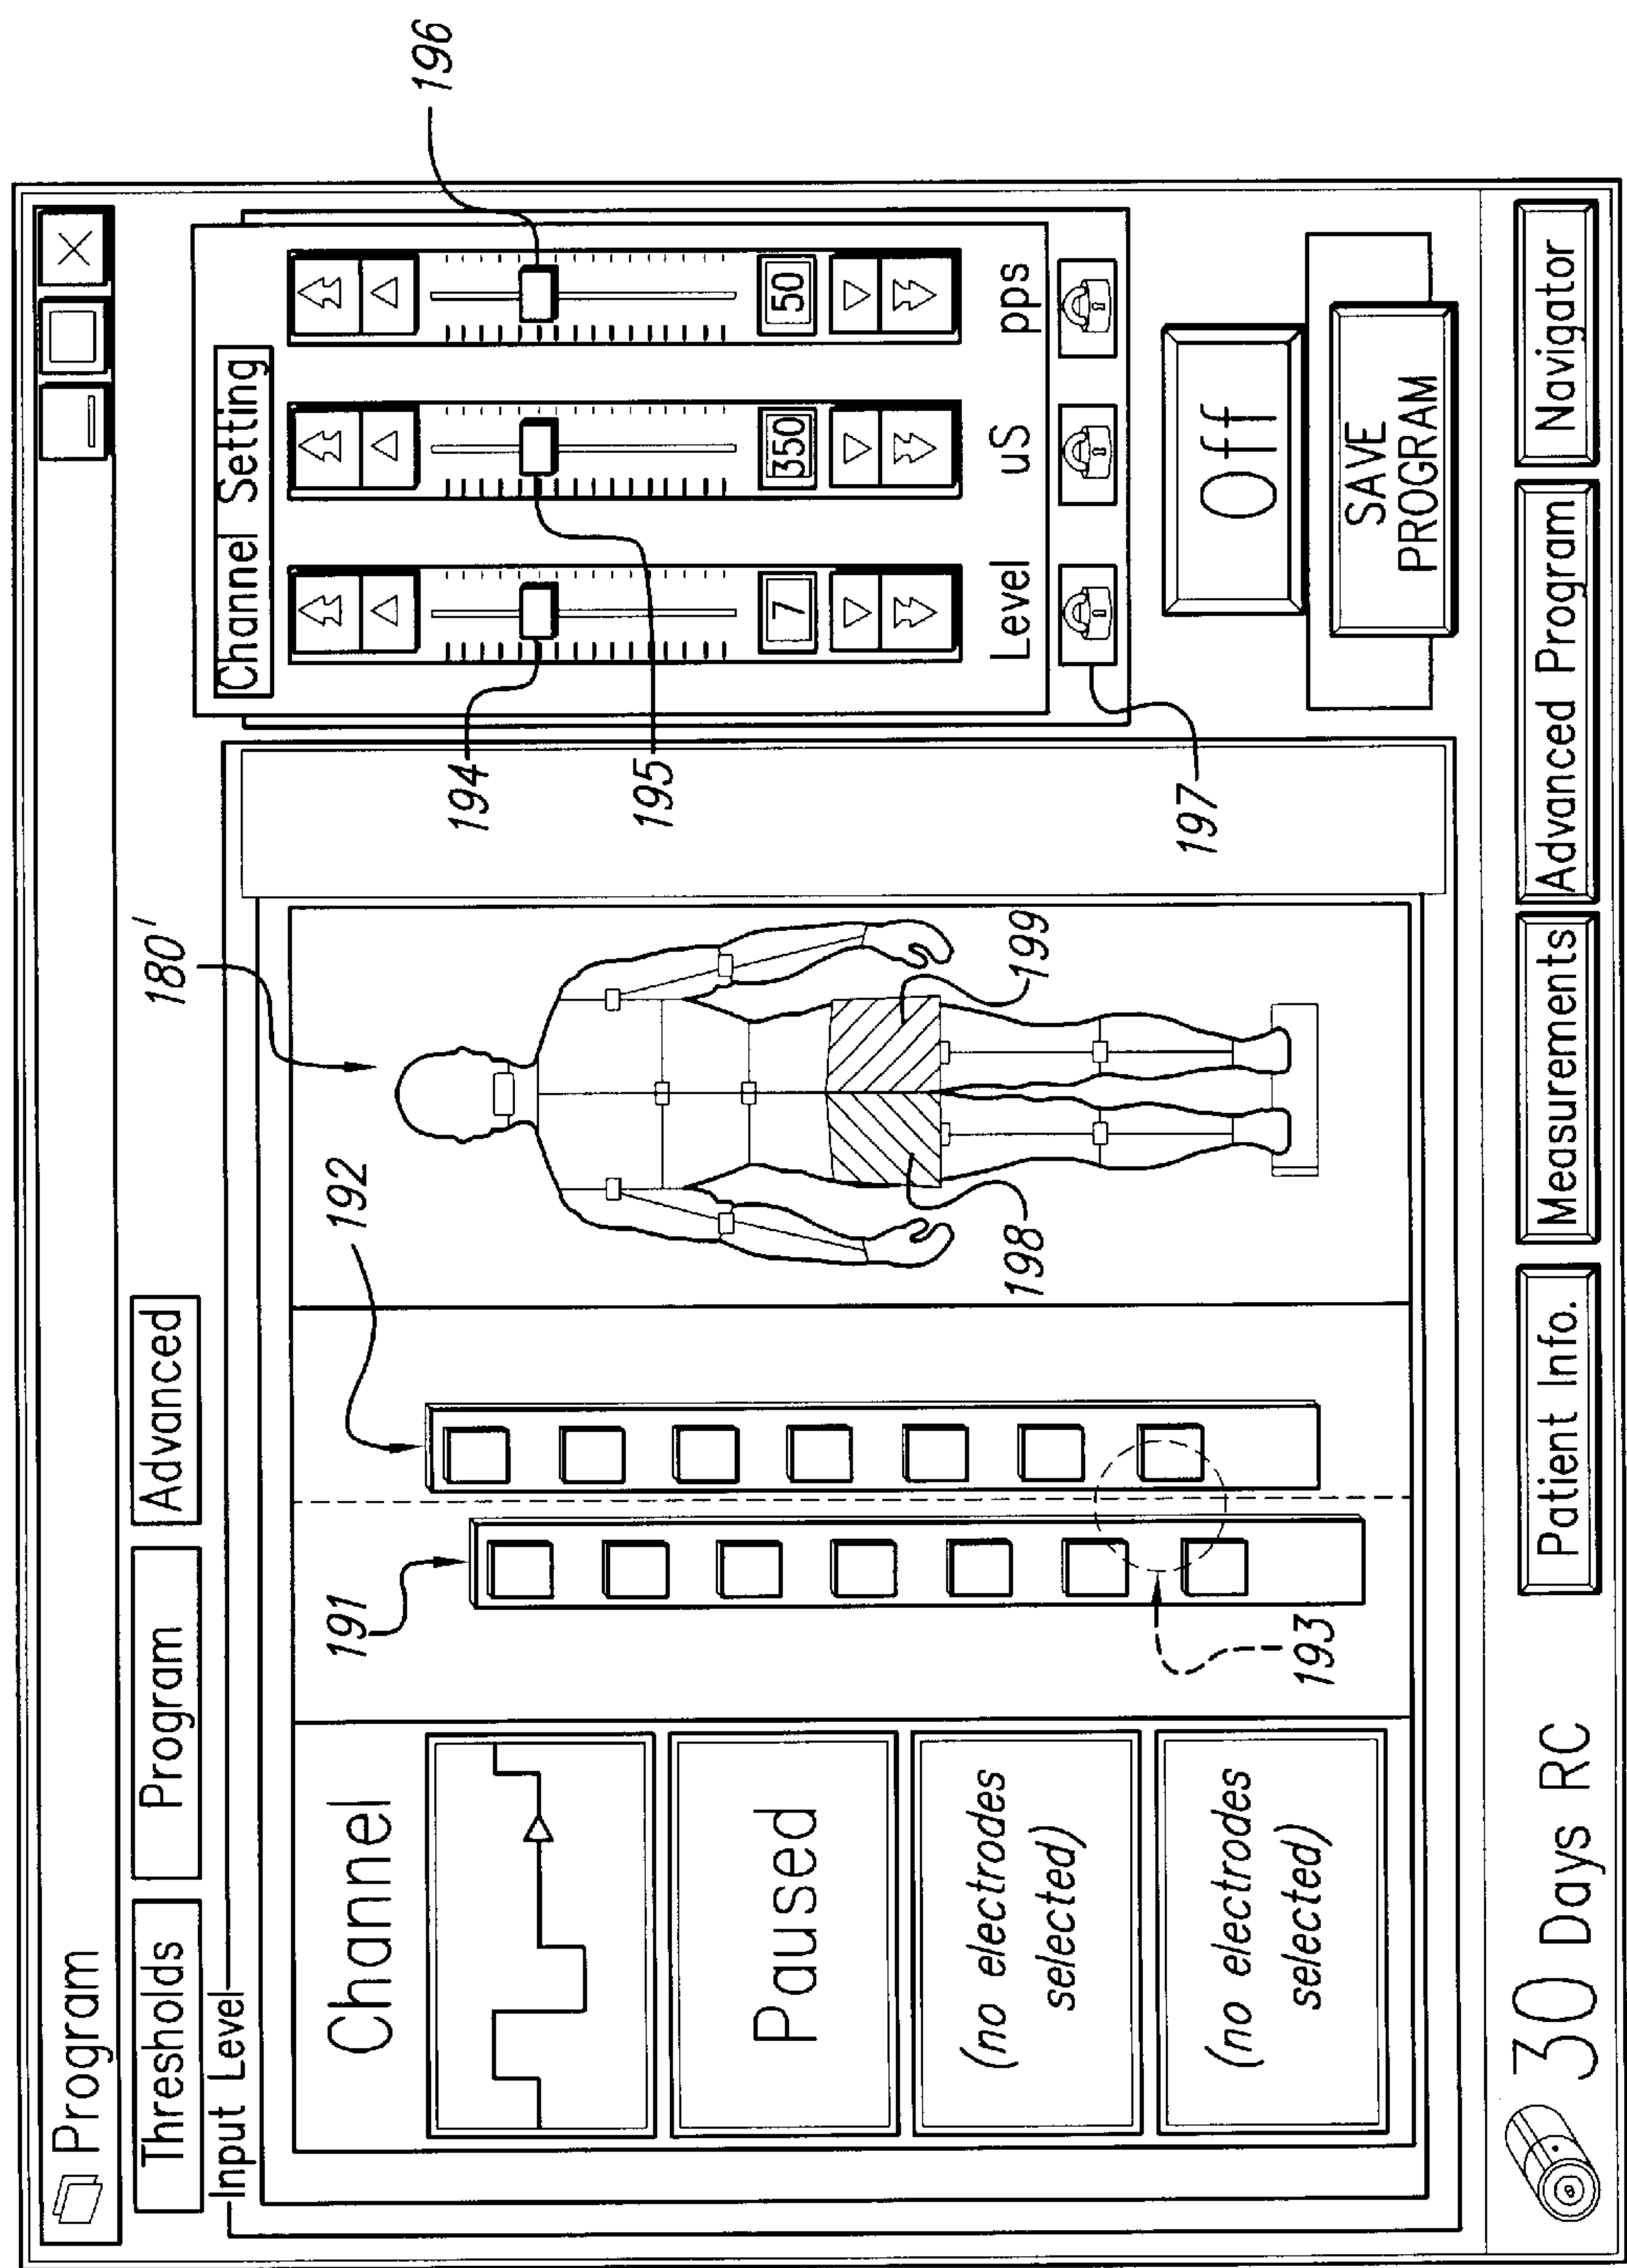 Program
Thresholds Program Advanced
Input Level
180'
Channel
Paused
(no electrodes
selected)
(no electrodes
selected)
191
192
193
198
199
Channel Setting
194
195
196
7 350 50
Level uS pps
197
Off
SAVE
PROGRAM
30 Days RC
Patient Info. Measurements Advanced Program Navigator